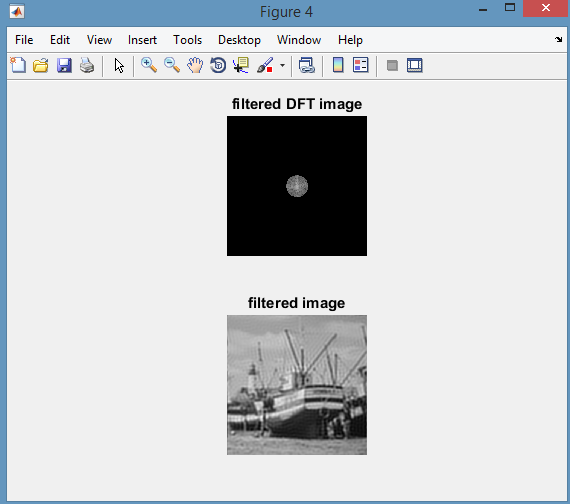 Figure 4
File Edit View Insert Tools Desktop Window Help
filtered DFT image
filtered image